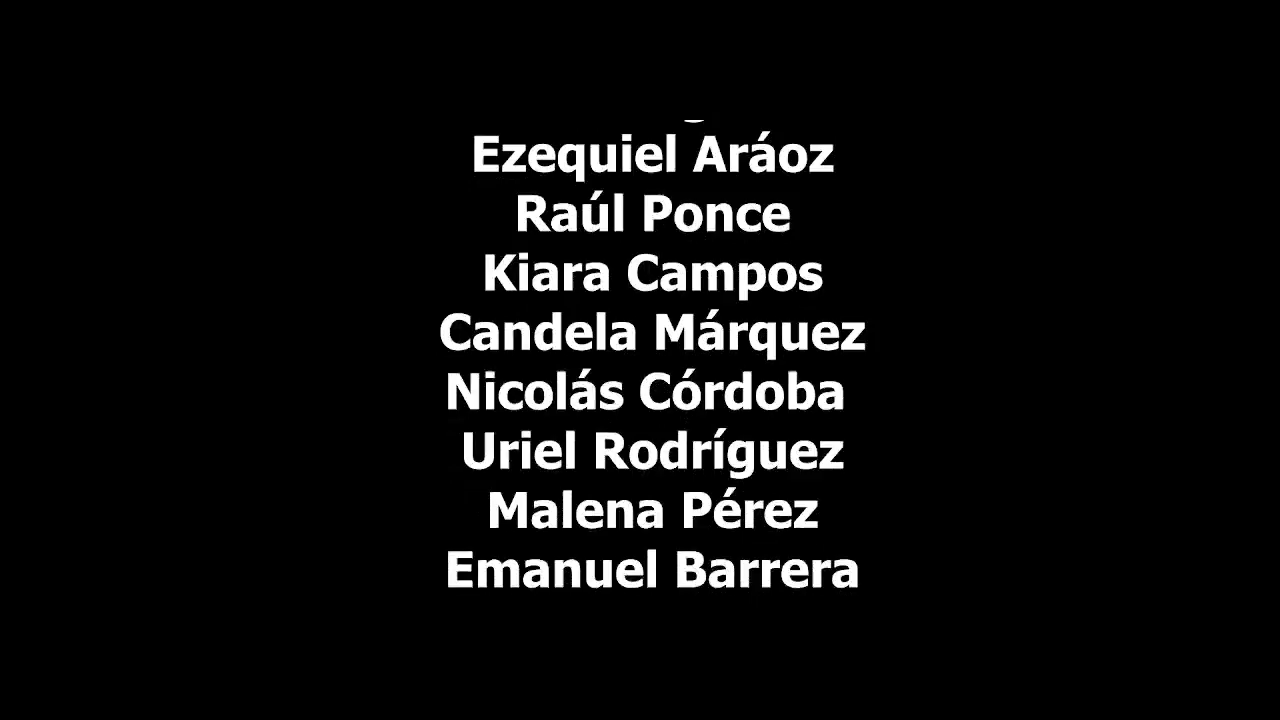 Ezequiel Aráoz
Raúl Ponce
Kiara Campos
Candela Márquez
Nicolás Córdoba
Uriel Rodríguez
Malena Pérez
Emanuel Barrera